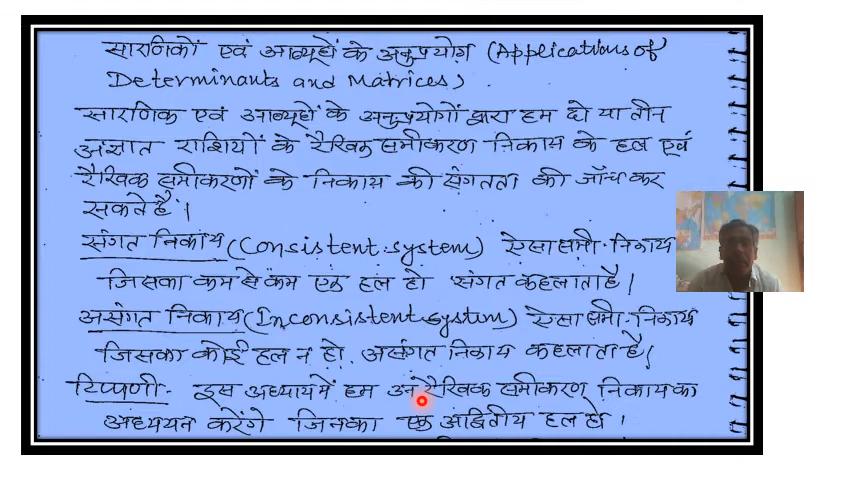 सारणिकों एवं आव्यूहों के अनुप्रयोग (Applications of
Determinants and Matrices)
सारणिक एवं आव्यूहों के अनुप्रयोगों द्वारा हम दो या तीन
अज्ञात राशियों के रैखिक समीकरण निकाय के हल एवं
रैखिक समीकरणों के निकाय की संगतता की जाँच कर
सकते हैं।
संगत निकाय (Consistent system) ऐसा समी. निकाय
जिसका कम से कम एक हल हो संगत कहलाता है।
असंगत निकाय (Inconsistent system) ऐसा समी. निकाय
जिसका कोई हल न हो, असंगत निकाय कहलाता है।
टिप्पणी- इस अध्याय में हम उन रैखिक समीकरण निकाय का
अध्ययन करेंगे जिनका एक अद्वितीय हल हो।